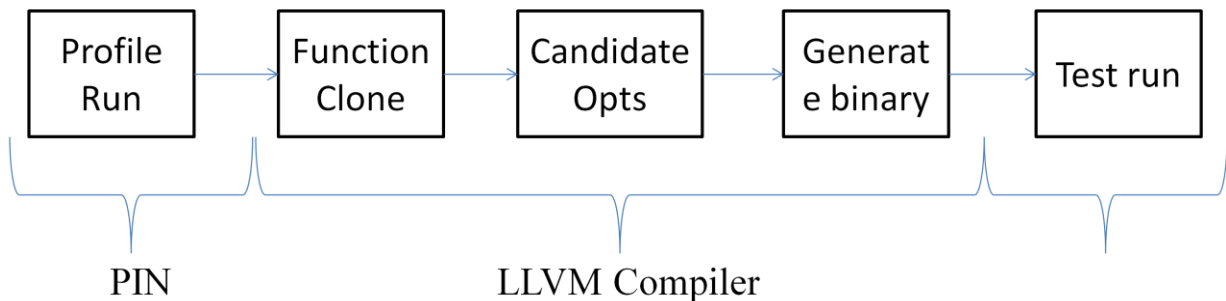 Profile
Run
Function
Clone
Candidate
Opts
Generat
e binary
Test run
PIN
LLVM Compiler